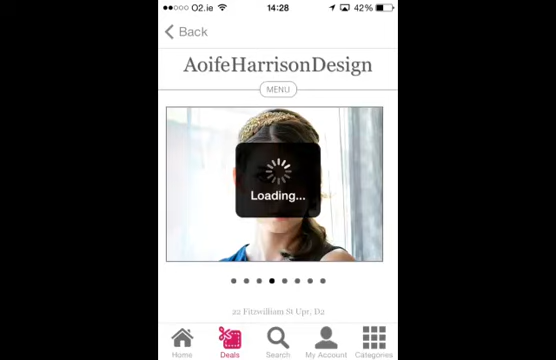 O2.ie 14:28 42%
Back
AoifeHarrisonDesign
MENU
Loading...
22 Fitzwilliam St Upr, D2
Home Deals Search My Account Categories